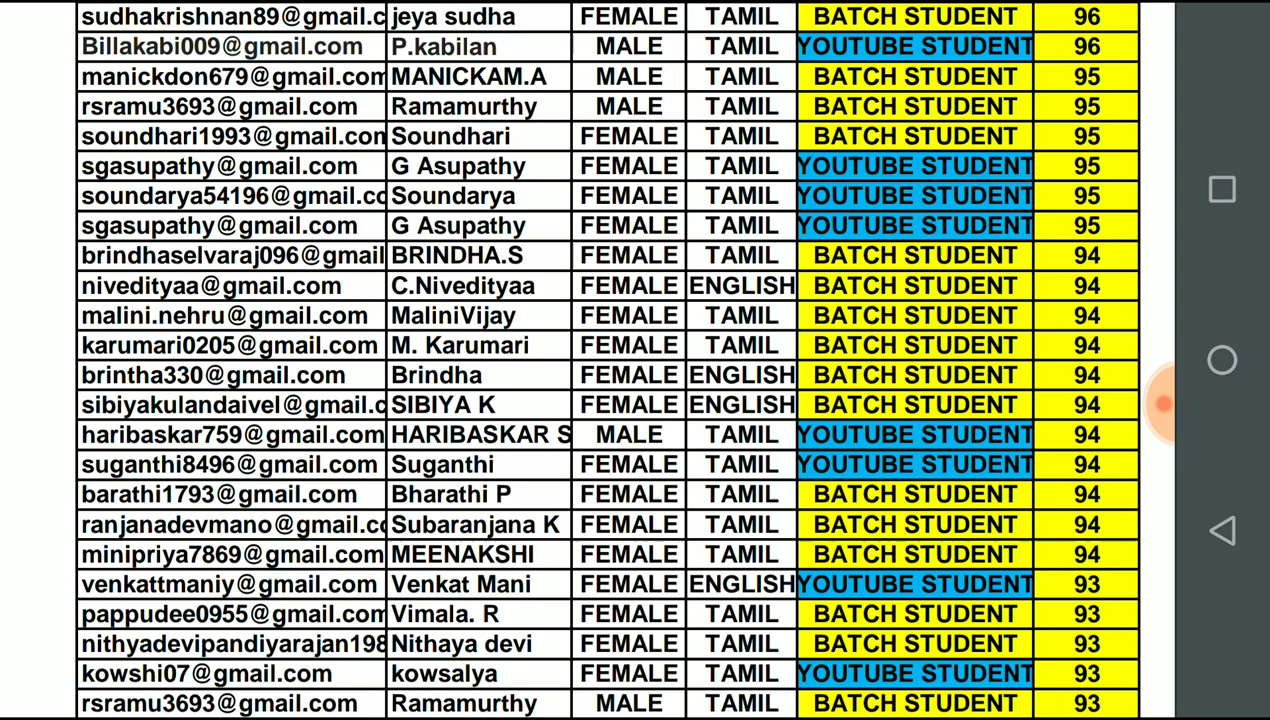 sudhakrishnan89@gmail.c jeya sudha FEMALE TAMIL BATCH STUDENT 96
Billakabi009@gmail.com P.kabilan MALE TAMIL YOUTUBE STUDENT 96
manickdon679@gmail.com MANICKAM.A MALE TAMIL BATCH STUDENT 95
rsramu3693@gmail.com Ramamurthy MALE TAMIL BATCH STUDENT 95
soundhari1993@gmail.com Soundhari FEMALE TAMIL BATCH STUDENT 95
sgasupathy@gmail.com G Asupathy FEMALE TAMIL YOUTUBE STUDENT 95
soundarya54196@gmail.co Soundarya FEMALE TAMIL YOUTUBE STUDENT 95
sgasupathy@gmail.com G Asupathy FEMALE TAMIL YOUTUBE STUDENT 95
brindhaselvaraj096@gmail BRINDHA.S FEMALE TAMIL BATCH STUDENT 94
nivedityaa@gmail.com C.Nivedityaa FEMALE ENGLISH BATCH STUDENT 94
malini.nehru@gmail.com MaliniVijay FEMALE TAMIL BATCH STUDENT 94
karumari0205@gmail.com M. Karumari FEMALE TAMIL BATCH STUDENT 94
brintha330@gmail.com Brindha FEMALE ENGLISH BATCH STUDENT 94
sibiyakulandaivel@gmail.c SIBIYA K FEMALE ENGLISH BATCH STUDENT 94
haribaskar759@gmail.com HARIBASKAR S MALE TAMIL YOUTUBE STUDENT 94
suganthi8496@gmail.com Suganthi FEMALE TAMIL YOUTUBE STUDENT 94
barathi1793@gmail.com Bharathi P FEMALE TAMIL BATCH STUDENT 94
ranjanadevmano@gmail.co Subaranjana K FEMALE TAMIL BATCH STUDENT 94
minipriya7869@gmail.com MEENAKSHI FEMALE TAMIL BATCH STUDENT 94
venkattmaniy@gmail.com Venkat Mani FEMALE ENGLISH YOUTUBE STUDENT 93
pappudee0955@gmail.com Vimala. R FEMALE TAMIL BATCH STUDENT 93
nithyadevipandiyarajan198 Nithaya devi FEMALE TAMIL BATCH STUDENT 93
kowshi07@gmail.com kowsalya FEMALE TAMIL YOUTUBE STUDENT 93
rsramu3693@gmail.com Ramamurthy MALE TAMIL BATCH STUDENT 93